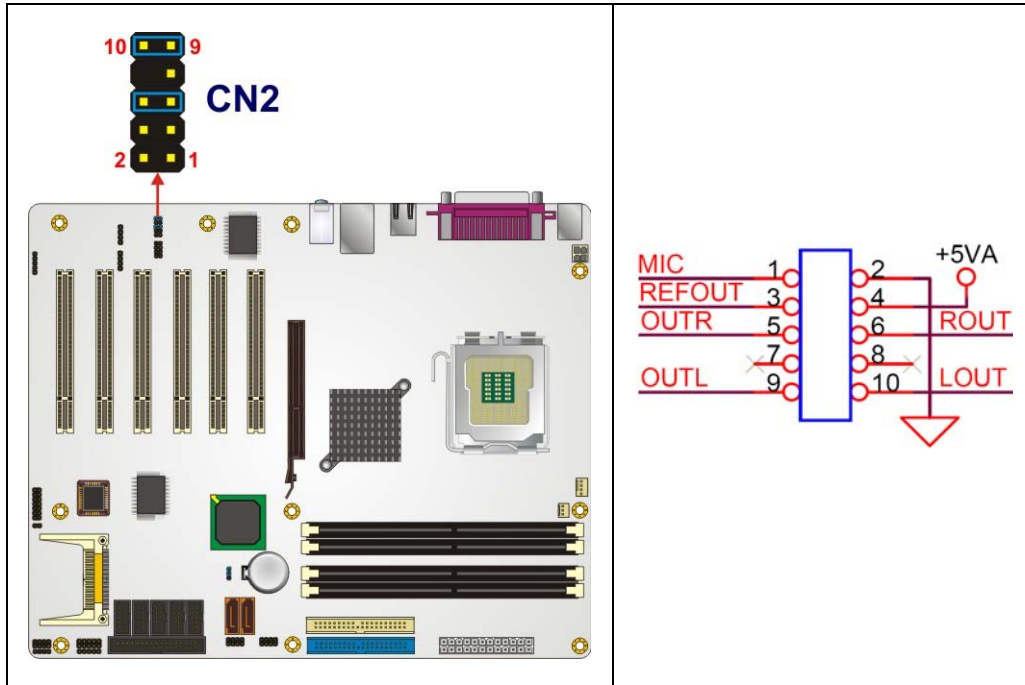 10 9
CN2
2 1
+5VA
MIC 1 2
REFOUT 3 4
OUTR 5 6 ROUT
7 8
OUTL 9 10 LOUT